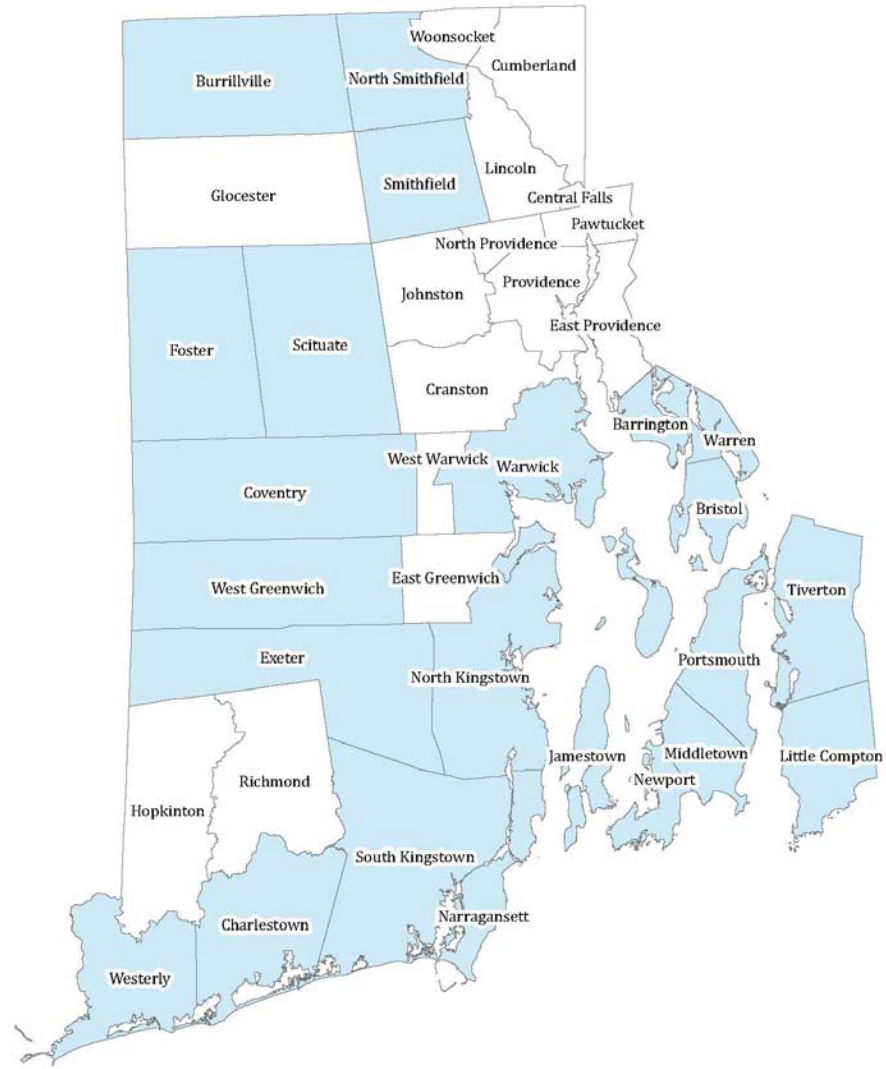 Woonsocket
Cumberland
Burrillville
North Smithfield
Lincoln
Smithfield
Glocester
Central Falls
Pawtucket
North Providence
Providence
Johnston
East Providence
Foster
Scituate
Cranston
Barrington
Warren
West Warwick
Warwick
Coventry
Bristol
East Greenwich
West Greenwich
Tiverton
Exeter
Portsmouth
North Kingstown
Jamestown
Middletown
Little Compton
Newport
Richmond
Hopkinton
South Kingstown
Narragansett
Charlestown
Westerly